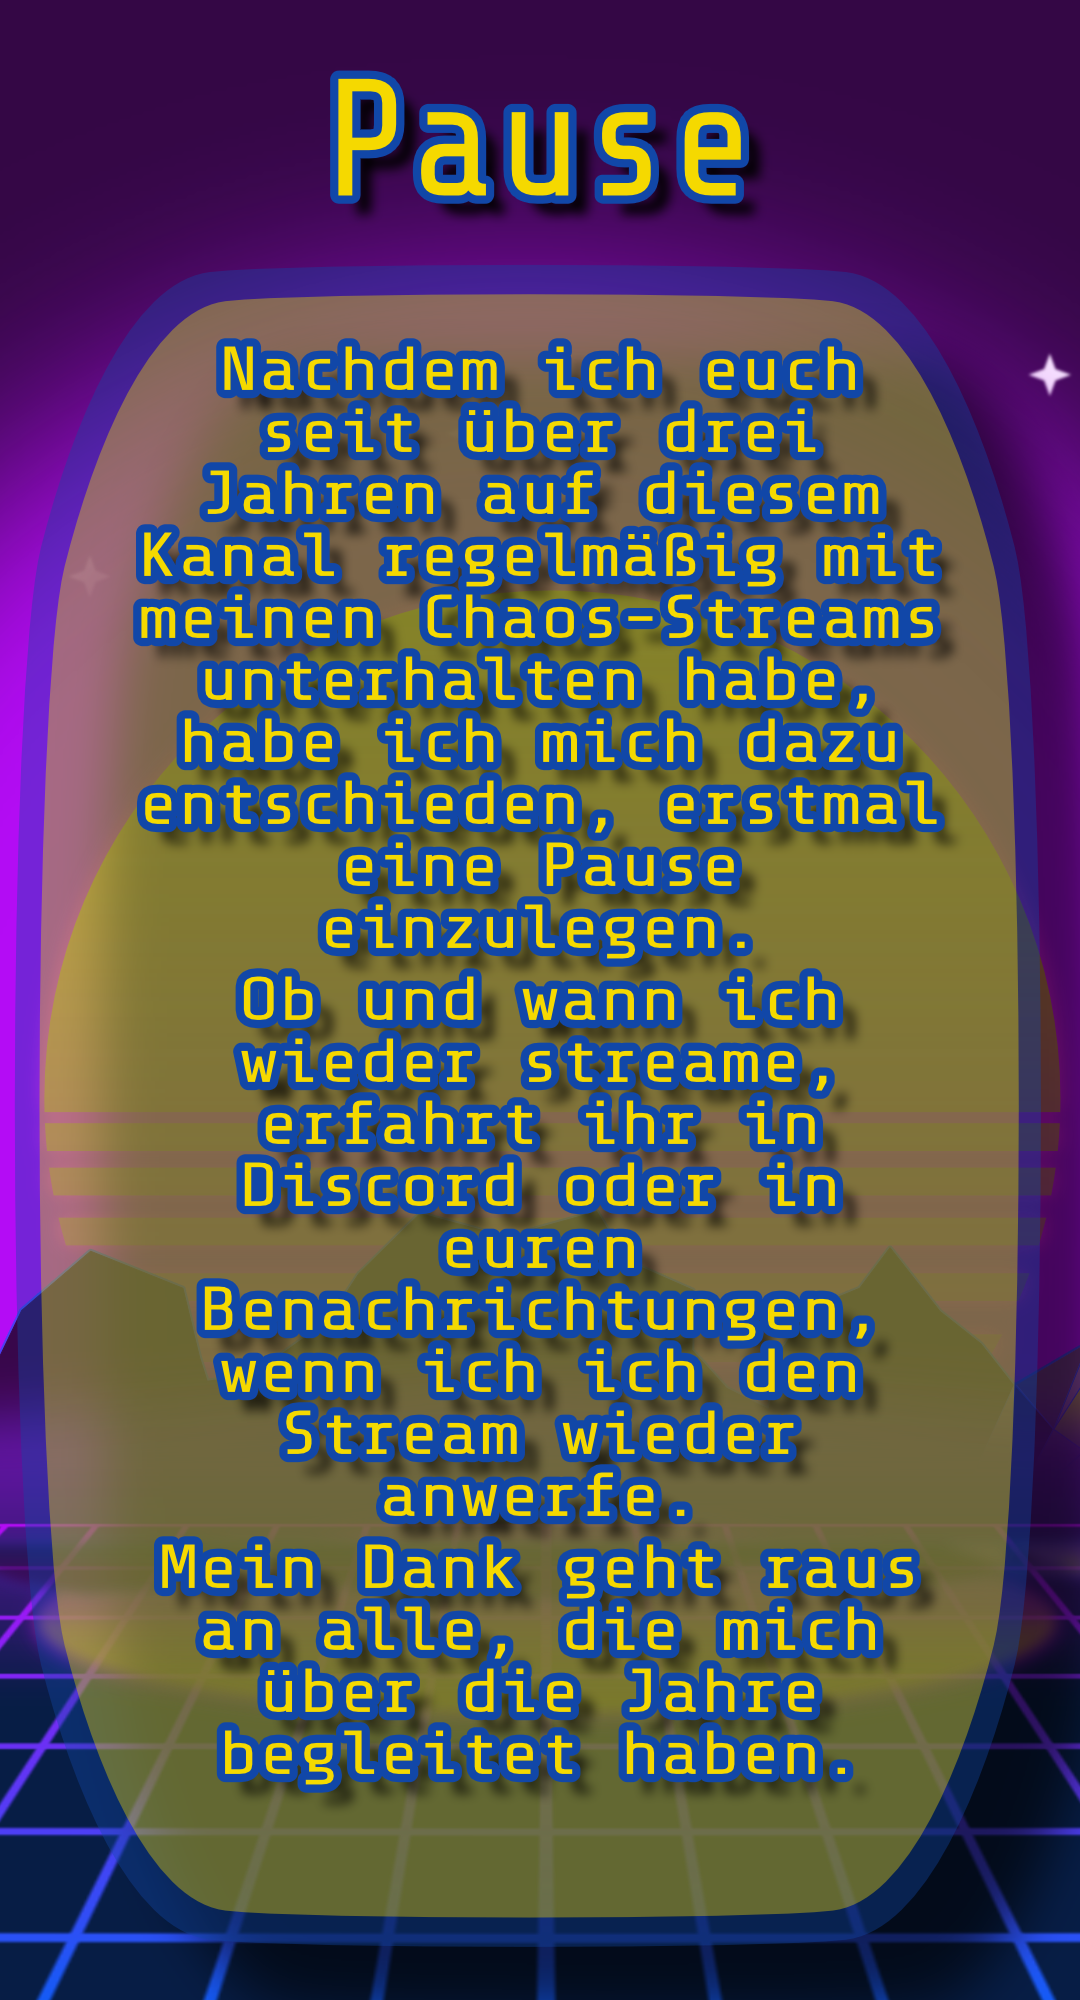 Pause
Nachdem ich euch
seit über drei
Jahren auf diesem
Kanal regelmäßig mit
meinen Chaos-Streams
unterhalten habe,
habe ich mich dazu
entschieden, erstmal
eine Pause
einzulegen.
Ob und wann ich
wieder streame,
erfahrt ihr in
Discord oder in
euren
Benachrichtungen,
wenn ich ich den
Stream wieder
anwerfe.
Mein Dank geht raus
an alle, die mich
über die Jahre
begleitet haben.